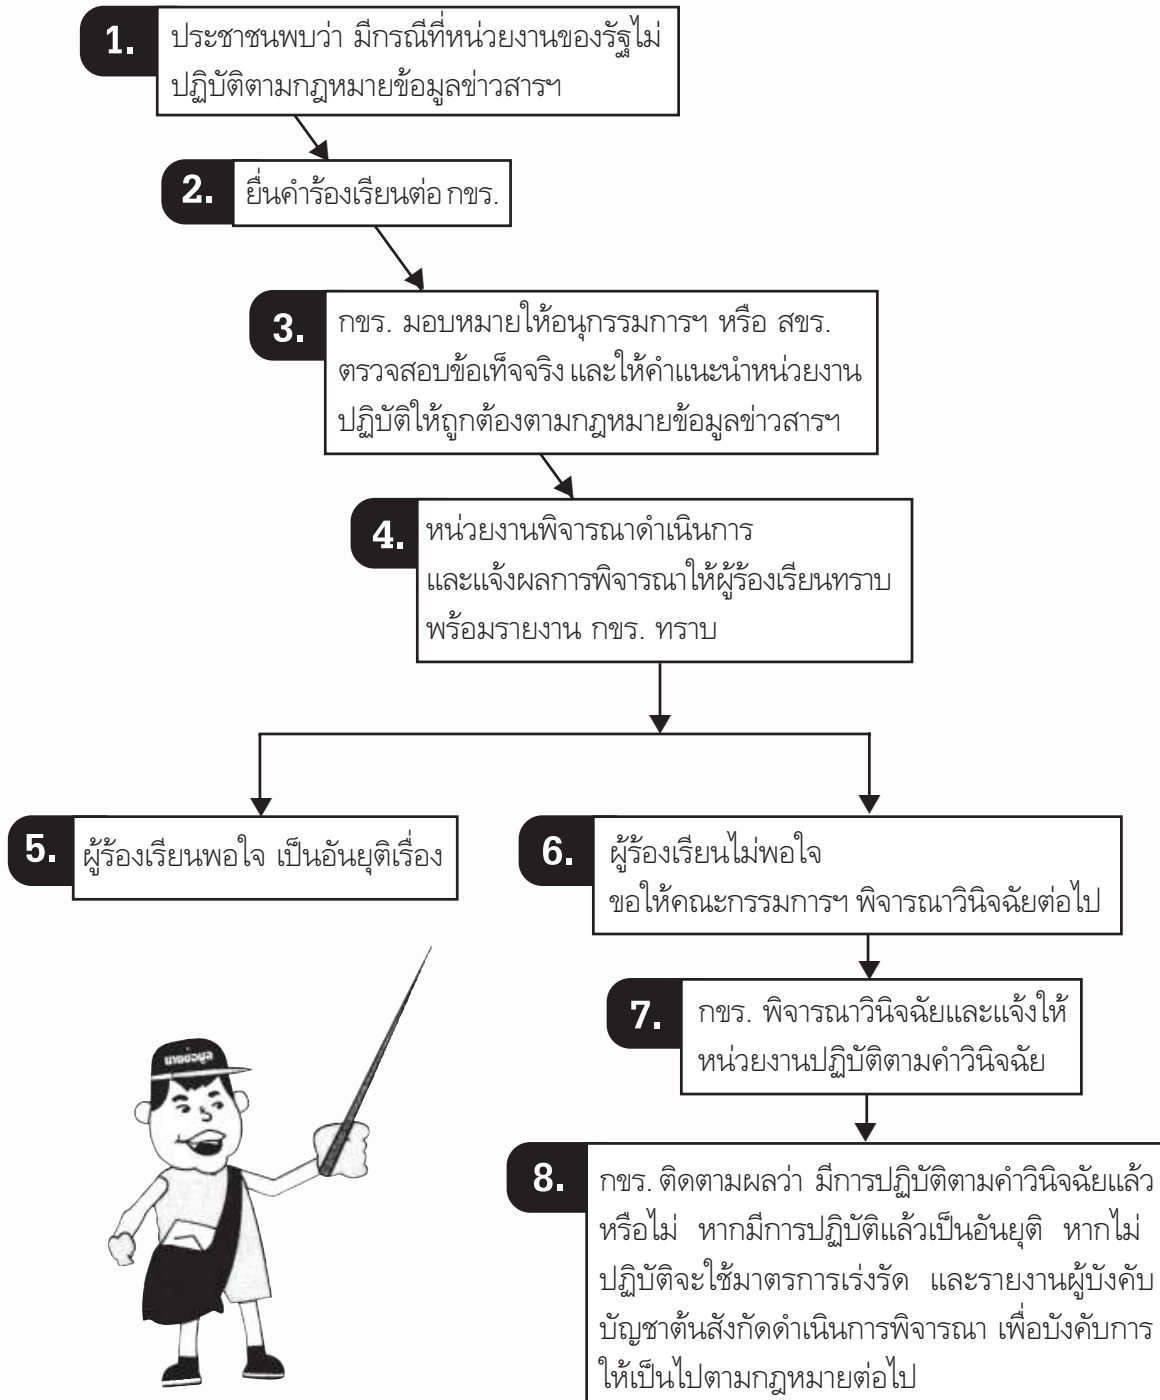 1.
ประชาชนพบว่า มีกรณีที่หน่วยงานของรัฐไม่
ปฏิบัติตามกฎหมายข้อมูลข่าวสารฯ
2.
ยื่นคำร้องเรียนต่อ กขร.
3.
กขร. มอบหมายให้อนุกรรมการฯ หรือ สขร.
ตรวจสอบข้อเท็จจริง และให้คำแนะนำหน่วยงาน
ปฏิบัติให้ถูกต้องตามกฎหมายข้อมูลข่าวสารฯ
4.
หน่วยงานพิจารณาดำเนินการ
และแจ้งผลการพิจารณาให้ผู้ร้องเรียนทราบ
พร้อมรายงาน กขร. ทราบ
5.
ผู้ร้องเรียนพอใจ เป็นอันยุติเรื่อง
6.
ผู้ร้องเรียนไม่พอใจ
ขอให้คณะกรรมการฯ พิจารณาวินิจฉัยต่อไป
7.
กขร. พิจารณาวินิจฉัยและแจ้งให้
หน่วยงานปฏิบัติตามคำวินิจฉัย
นายข้อมูล
8.
กขร. ติดตามผลว่า มีการปฏิบัติตามคำวินิจฉัยแล้ว
หรือไม่ หากมีการปฏิบัติแล้วเป็นอันยุติ หากไม่
ปฏิบัติจะใช้มาตรการเร่งรัด และรายงานผู้บังคับ
บัญชาต้นสังกัดดำเนินการพิจารณา เพื่อบังคับการ
ให้เป็นไปตามกฎหมายต่อไป